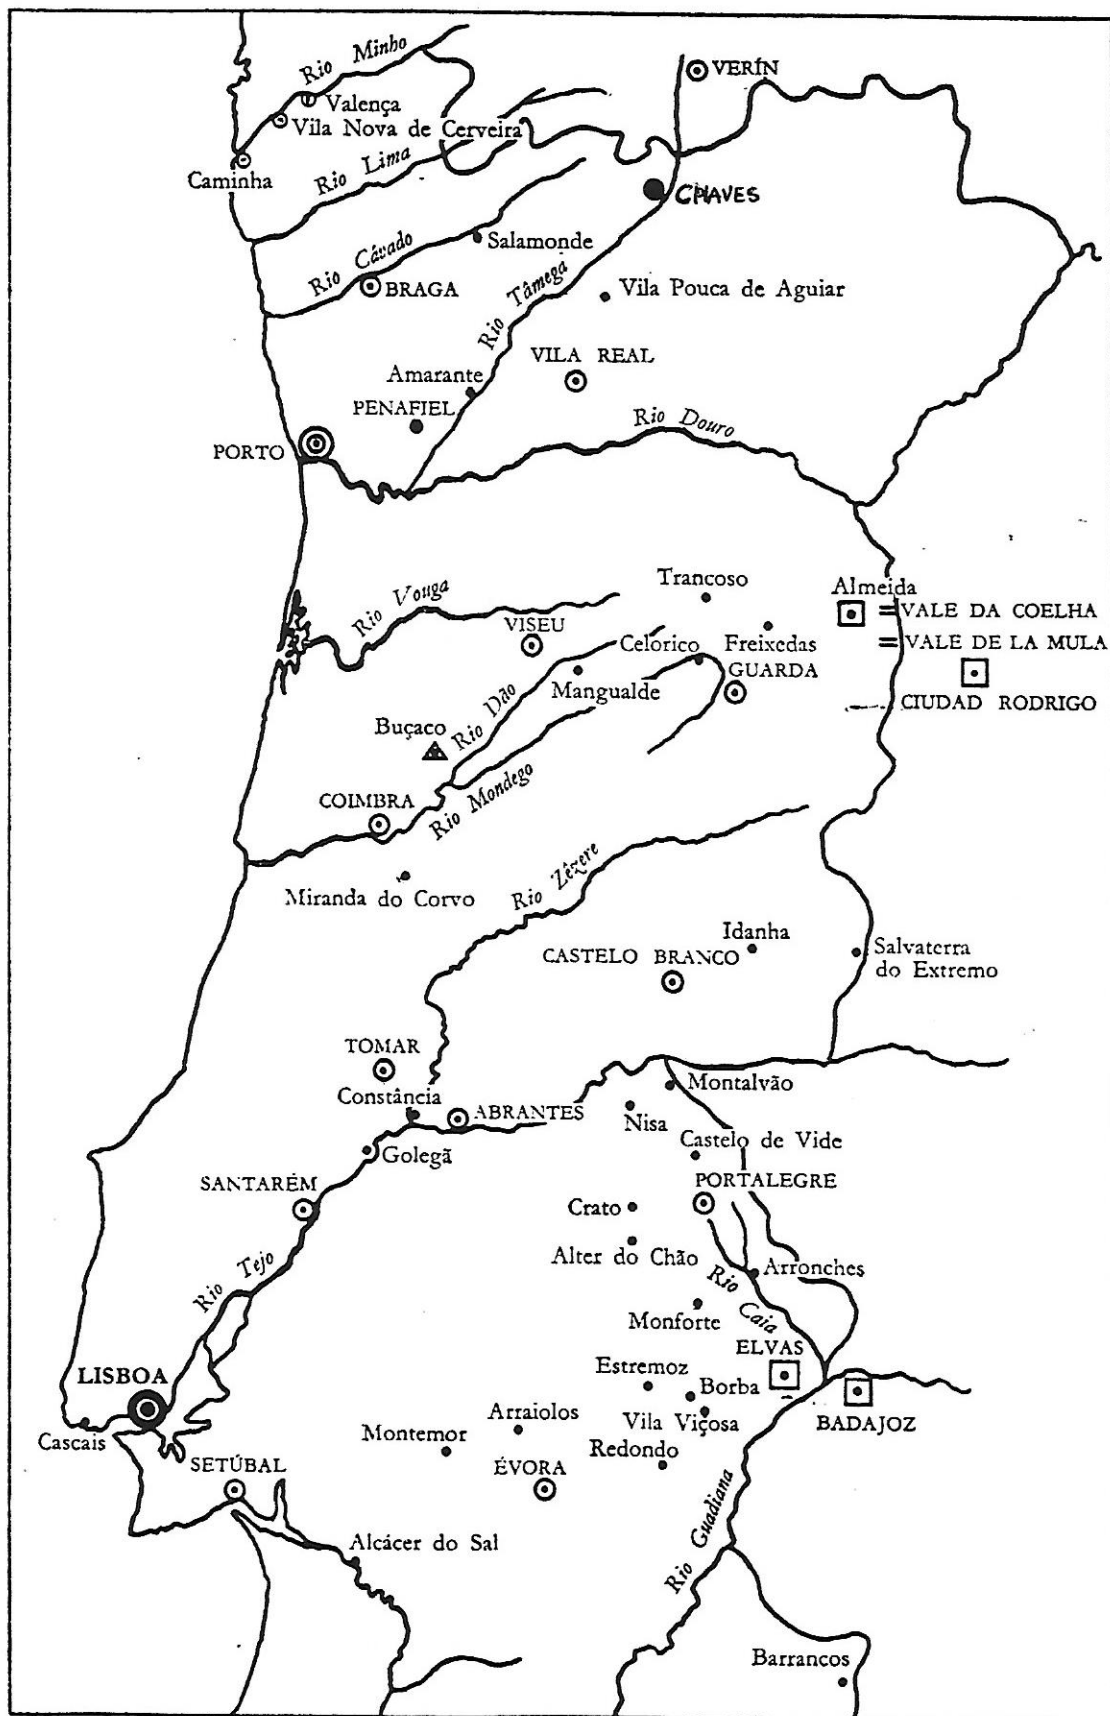 VERÍN
Rio Minho
Valença
Vila Nova de Cerveira
Rio Lima
Caminha
CHAVES
Rio Cávado
Salamonde
BRAGA
Rio Tâmega
Vila Pouca de Aguiar
VILA REAL
Amarante
PENAFIEL
Rio Douro
PORTO
Trancoso
Almeida
Rio Vouga
VALE DA COELHA
VISEU
Celorico
Freixedas
VALE DE LA MULA
Mangualde
GUARDA
CIUDAD RODRIGO
Rio Dão
Buçaco
Rio Mondego
COIMBRA
Miranda do Corvo
Rio Zêzere
Idanha
CASTELO BRANCO
Salvaterra
do Extremo
TOMAR
Montalvão
Constância
ABRANTES
Nisa
Golegã
Castelo de Vide
SANTARÉM
PORTALEGRE
Crato
Alter do Chão
Arronches
Rio Tejo
Rio Caia
Monforte
ELVAS
LISBOA
Estremoz
Borba
Cascais
Arraiolos
Vila Viçosa
BADAJOZ
Montemor
Redondo
SETÚBAL
ÉVORA
Rio Guadiana
Alcácer do Sal
Barrancos